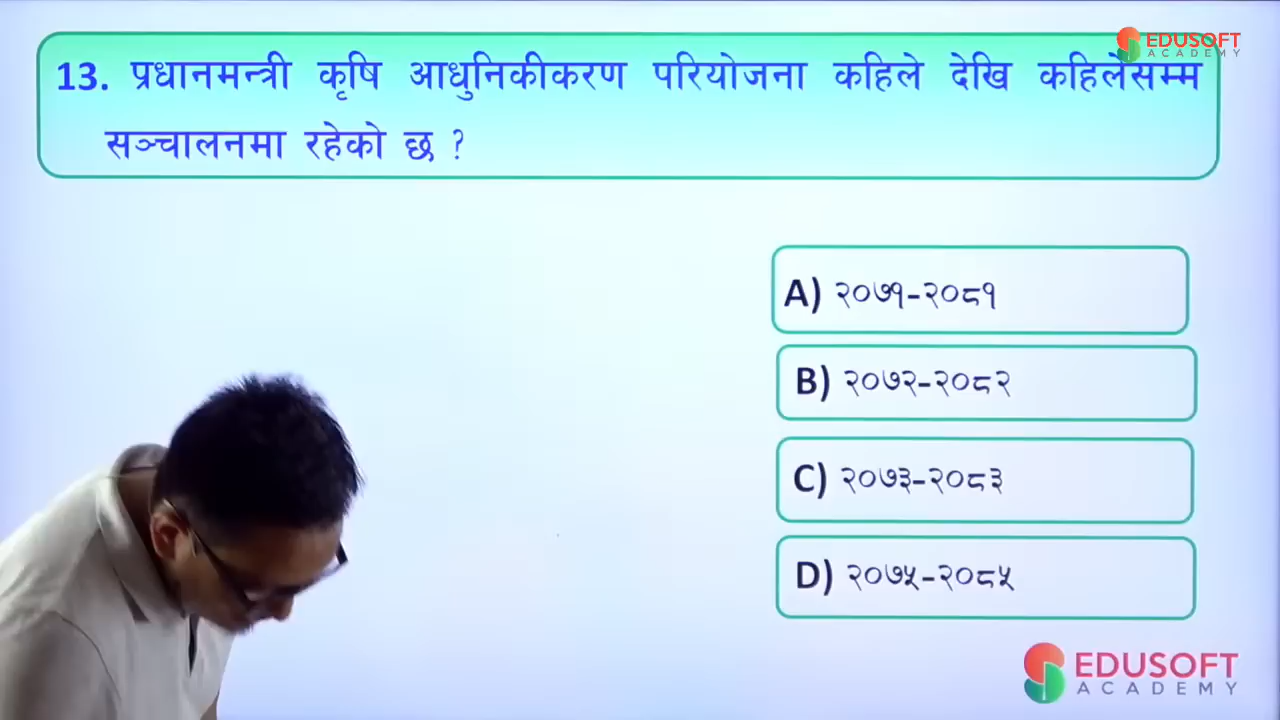 EDUSOFT
ACADEMY
13. प्रधानमन्त्री कृषि आधुनिकीकरण परियोजना कहिले देखि कहिलेसम्म
सञ्चालनमा रहेको छ ?
A) २०७१-२०८१
B) २०७२-२०८२
C) २०७३-२०८३
D) २०७५-२०८५
EDUSOFT
ACADEMY